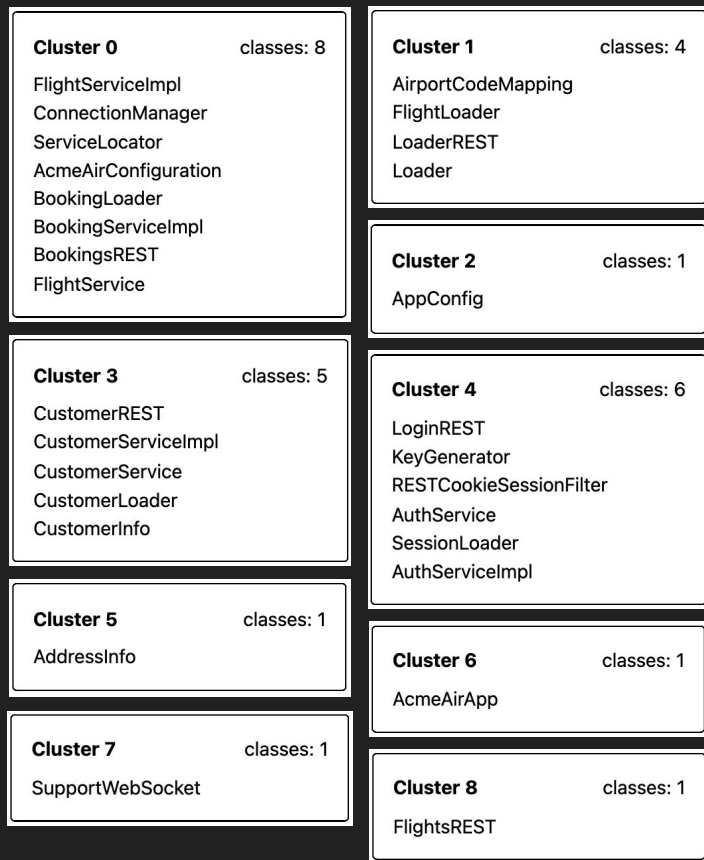 Cluster 0 classes: 8
FlightServiceImpl
ConnectionManager
ServiceLocator
AcmeAirConfiguration
BookingLoader
BookingServiceImpl
BookingsREST
FlightService
Cluster 1 classes: 4
AirportCodeMapping
FlightLoader
LoaderREST
Loader
Cluster 2 classes: 1
AppConfig
Cluster 3 classes: 5
CustomerREST
CustomerServiceImpl
CustomerService
CustomerLoader
CustomerInfo
Cluster 4 classes: 6
LoginREST
KeyGenerator
RESTCookieSessionFilter
AuthService
SessionLoader
AuthServiceImpl
Cluster 5 classes: 1
AddressInfo
Cluster 6 classes: 1
AcmeAirApp
Cluster 7 classes: 1
SupportWebSocket
Cluster 8 classes: 1
FlightsREST